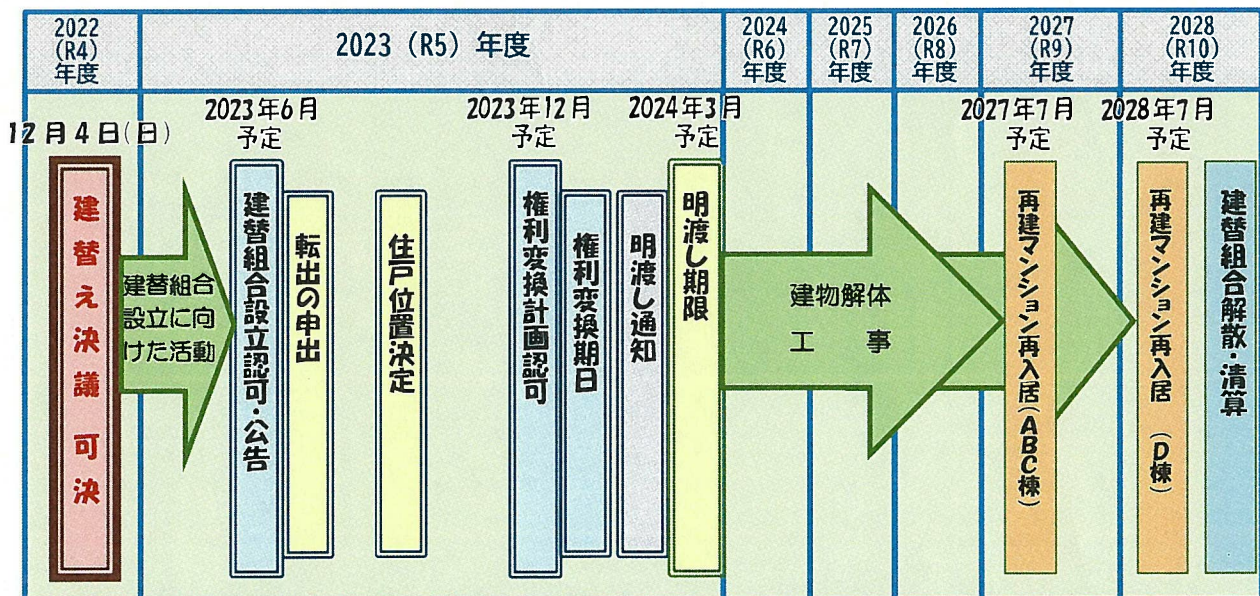 2022
(R4)
年度
2023（R5）年度
2024
(R6)
年度
2025
(R7)
年度
2026
(R8)
年度
2027
(R9)
年度
2028
(R10)
年度
12月4日(日)
2023年6月
予定
2023年12月
予定
2024年3月
予定
2027年7月
予定
2028年7月
予定
建替え決議 可決
建替組合
設立に向
けた活動
建替組合設立認可・公告
転出の申出
住戸位置決定
権利変換計画認可
権利変換期日
明渡し通知
明渡し期限
建物解体
工 事
再建マンション再入居(ABC棟)
再建マンション再入居 (D棟)
建替組合解散・清算